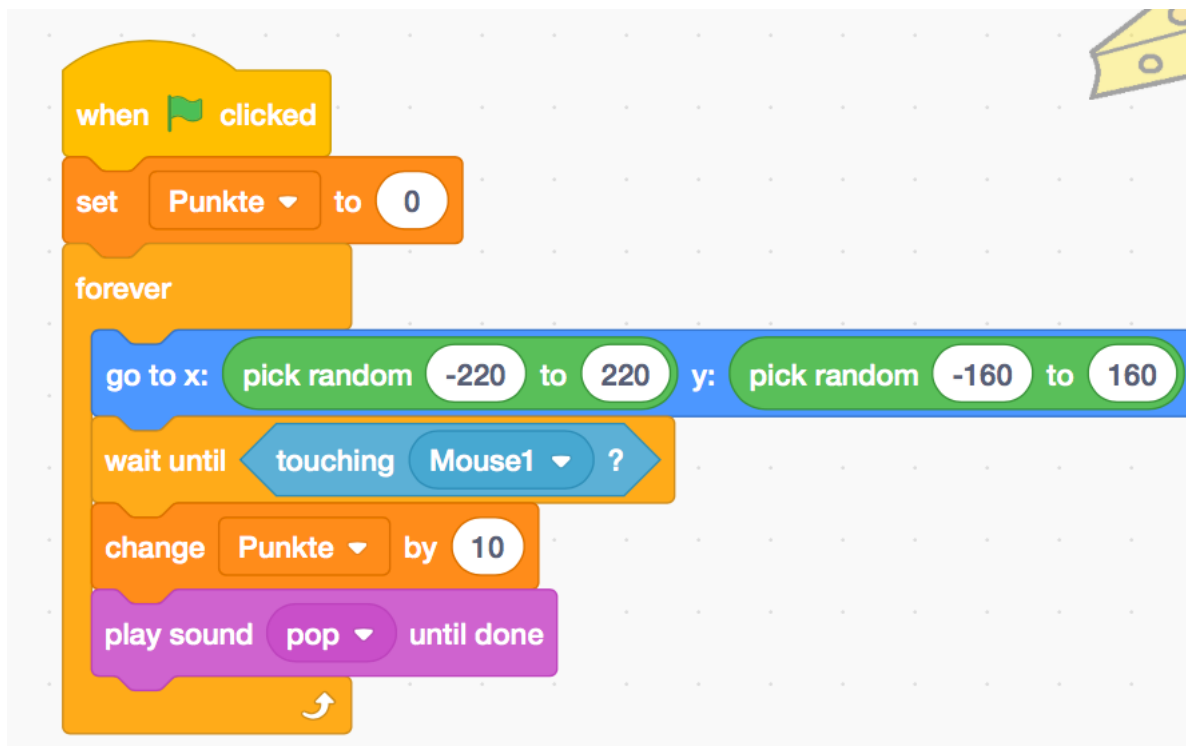 when clicked
set Punkte to 0
forever
go to x: pick random -220 to 220 y: pick random -160 to 160
wait until touching Mouse1 ?
change Punkte by 10
play sound pop until done